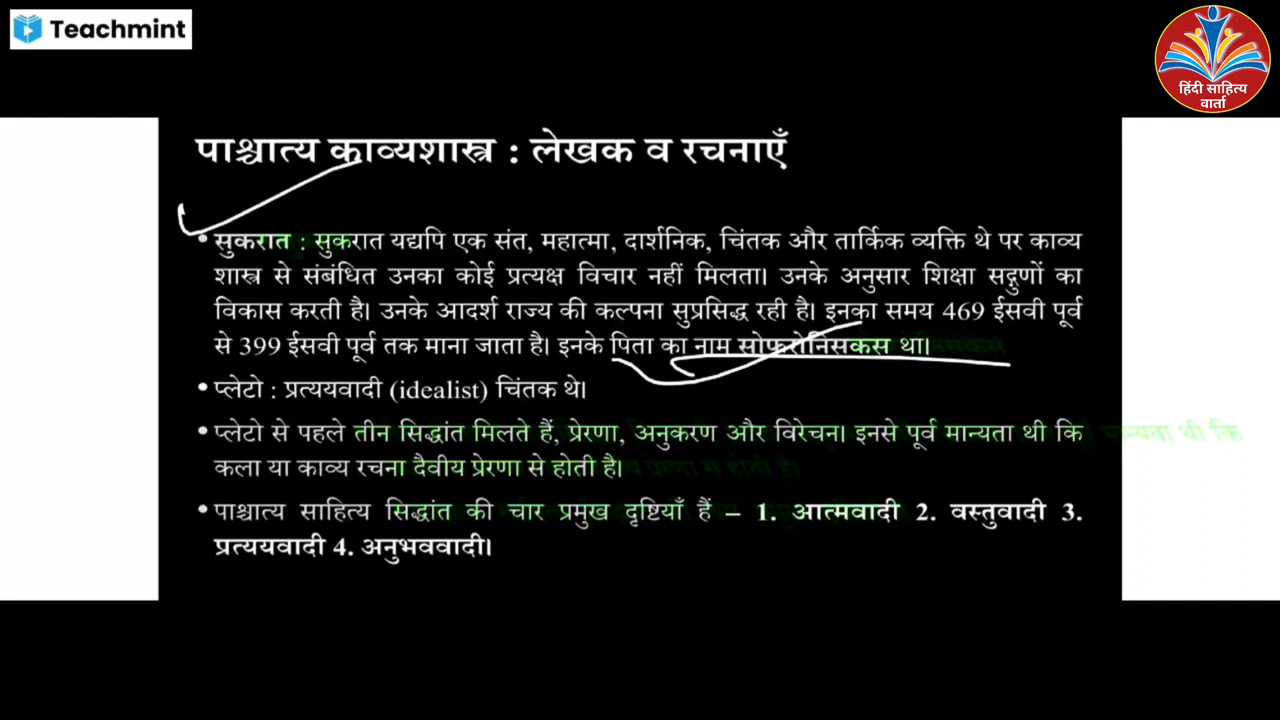 Teachmint
हिंदी साहित्य
वार्ता
पाश्चात्य काव्यशास्त्र : लेखक व रचनाएँ
• सुकरात : सुकरात यद्यपि एक संत, महात्मा, दार्शनिक, चिंतक और तार्किक व्यक्ति थे पर काव्य
शास्त्र से संबंधित उनका कोई प्रत्यक्ष विचार नहीं मिलता। उनके अनुसार शिक्षा सद्गुणों का
विकास करती है। उनके आदर्श राज्य की कल्पना सुप्रसिद्ध रही है। इनका समय 469 ईसवी पूर्व
से 399 ईसवी पूर्व तक माना जाता है। इनके पिता का नाम सोफरोनिसकस था।
• प्लेटो : प्रत्ययवादी (idealist) चिंतक थे।
• प्लेटो से पहले तीन सिद्धांत मिलते हैं, प्रेरणा, अनुकरण और विरेचन। इनसे पूर्व मान्यता थी कि
कला या काव्य रचना दैवीय प्रेरणा से होती है।
• पाश्चात्य साहित्य सिद्धांत की चार प्रमुख दृष्टियाँ हैं – 1. आत्मवादी 2. वस्तुवादी 3.
प्रत्ययवादी 4. अनुभववादी।